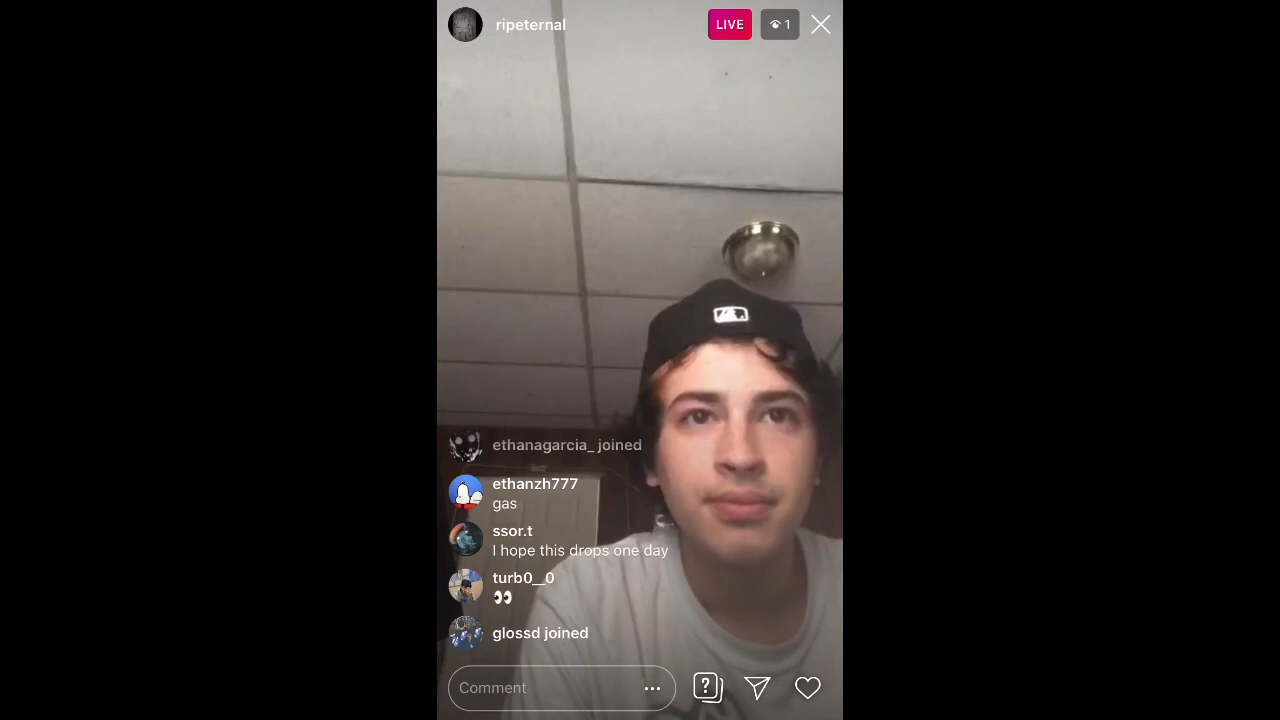 ripeternal
LIVE
1
ethanagarcia_ joined
ethanzh777
gas
ssor.t
I hope this drops one day
turb0__0
👀
glossd joined
Comment